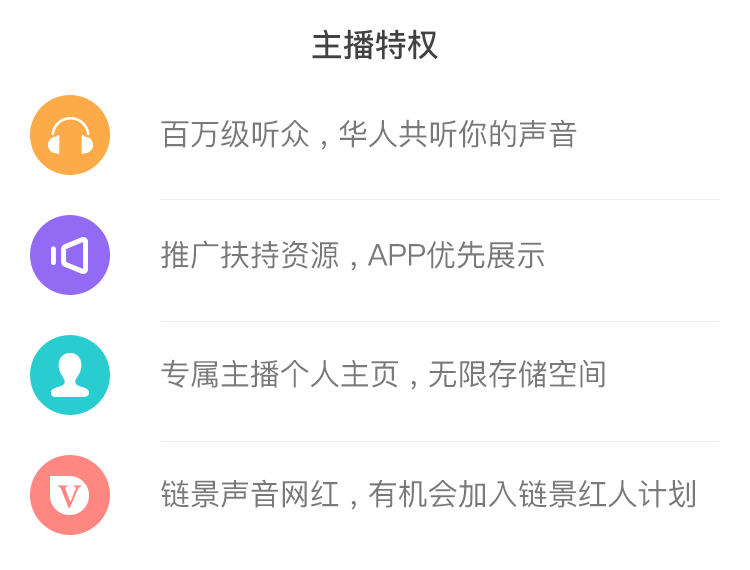 主播特权
百万级听众，华人共听你的声音
推广扶持资源，APP优先展示
专属主播个人主页，无限存储空间
V 链景声音网红，有机会加入链景红人计划